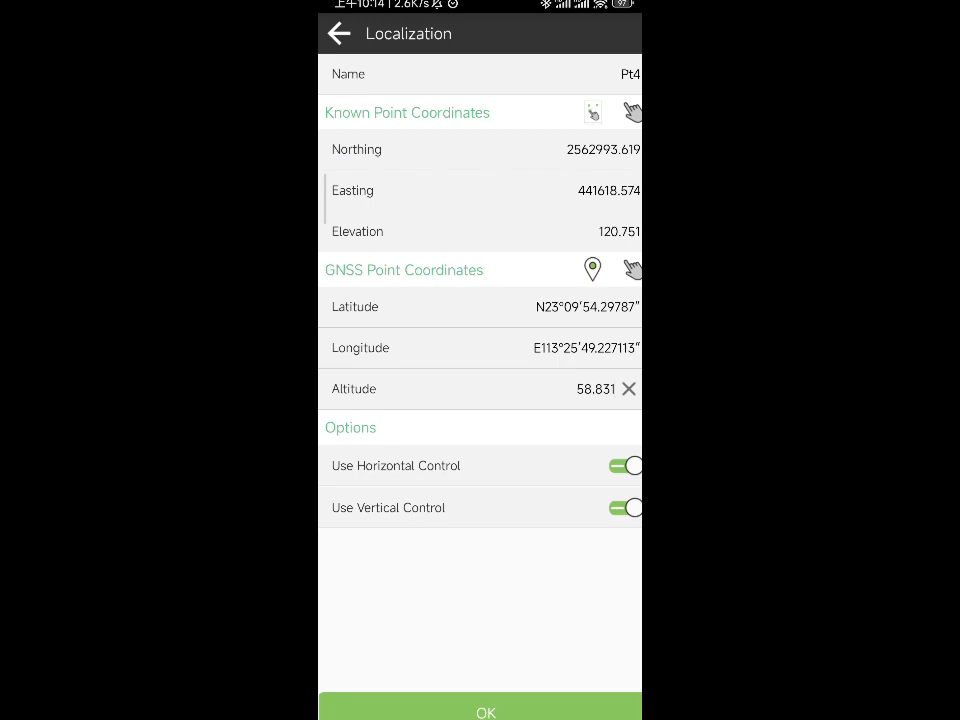 上午10:14 | 2.6K/s
97
Localization
Name Pt4
Known Point Coordinates
Northing 2562993.619
Easting 441618.574
Elevation 120.751
GNSS Point Coordinates
Latitude N23°09'54.29787"
Longitude E113°25'49.227113"
Altitude 58.831
Options
Use Horizontal Control
Use Vertical Control
OK